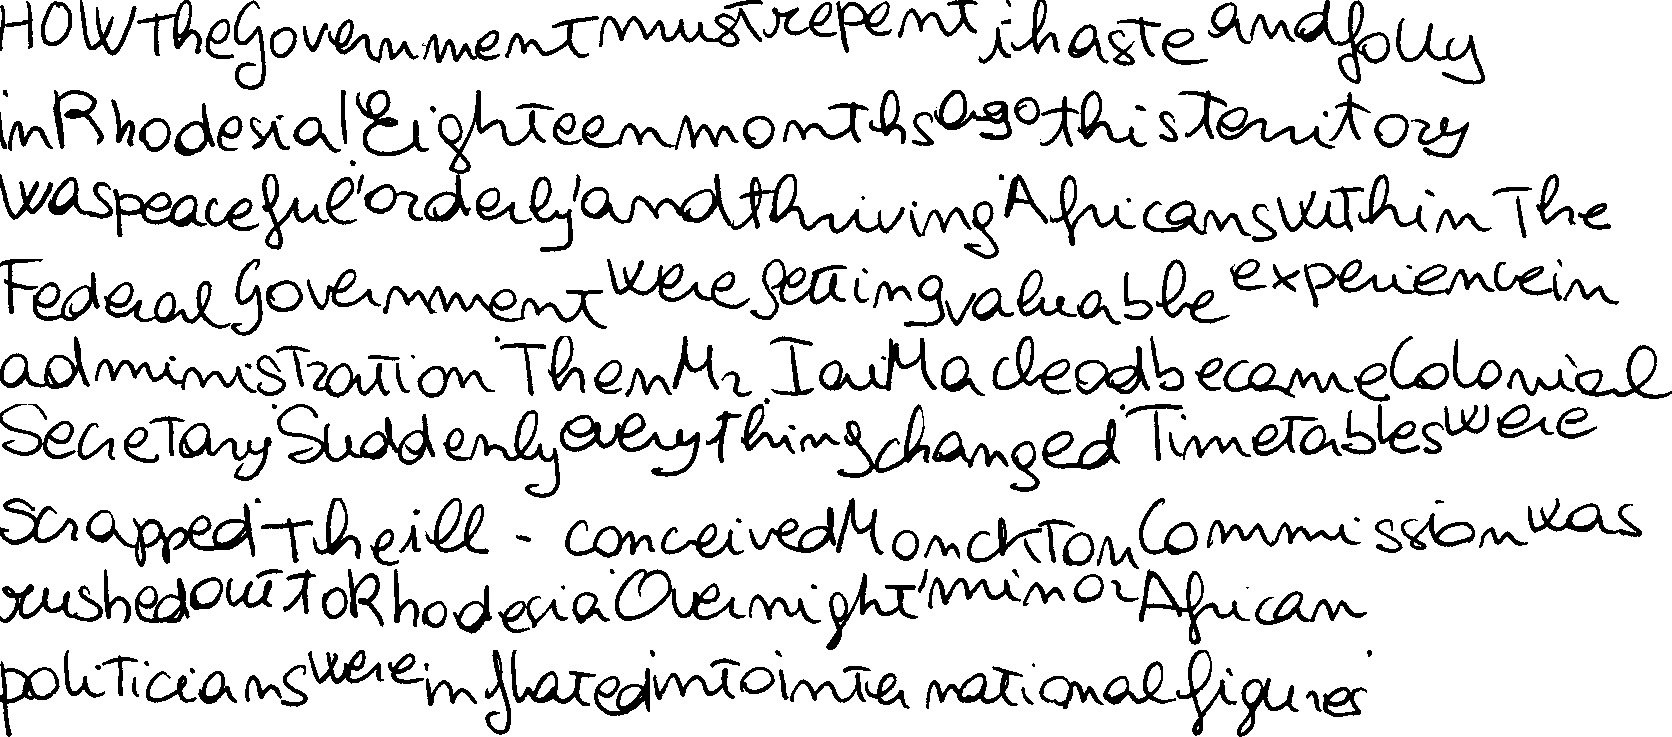 HOW the Government must repent i haste and folly
in Rhodesia! Eighteen months ago this territory
was peaceful, orderly, and thriving. Africans within the
Federal Government were getting valuable experience in
administration. Then Mr. Iain Macleod became Colonial
Secretary. Suddenly everything changed. Timetables were
scrapped. The ill - conceived Monckton Commission was
rushed out to Rhodesia. Overnight, minor African
politicians were inflated into international figures.